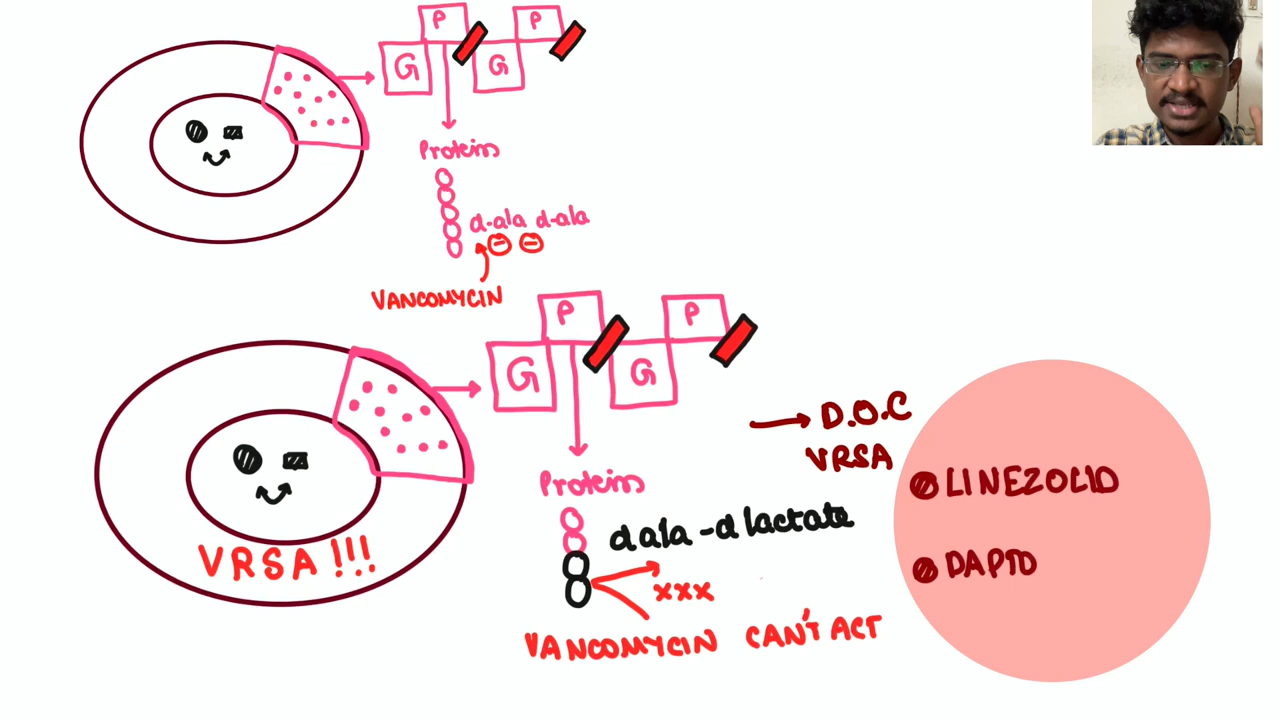 P P
G G
Proteins
d-ala d-ala
VANCOMYCIN
P P
G G
Proteins
d ala - d lactate
xxx
VANCOMYCIN CAN'T ACT
VRSA !!!
D.O.C
VRSA
LINEZOLID
DAPTO